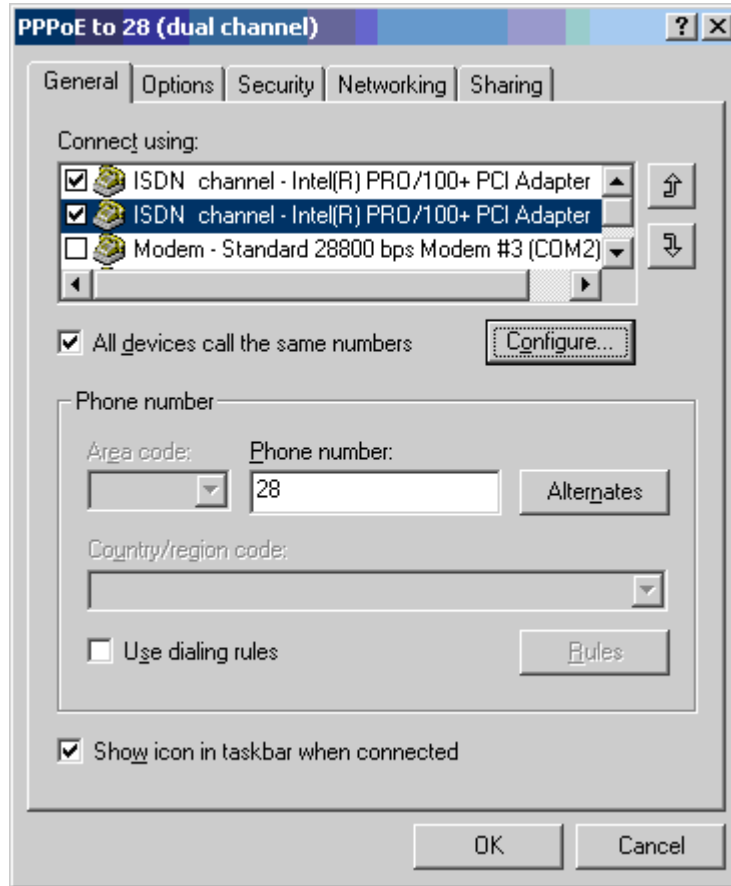 PPPoE to 28 (dual channel)
General Options Security Networking Sharing
Connect using:
ISDN channel - Intel(R) PRO/100+ PCI Adapter
ISDN channel - Intel(R) PRO/100+ PCI Adapter
Modem - Standard 28800 bps Modem #3 (COM2)
All devices call the same numbers Configure...
Phone number
Area code: Phone number:
28 Alternates
Country/region code:
Use dialing rules Rules
Show icon in taskbar when connected
OK Cancel